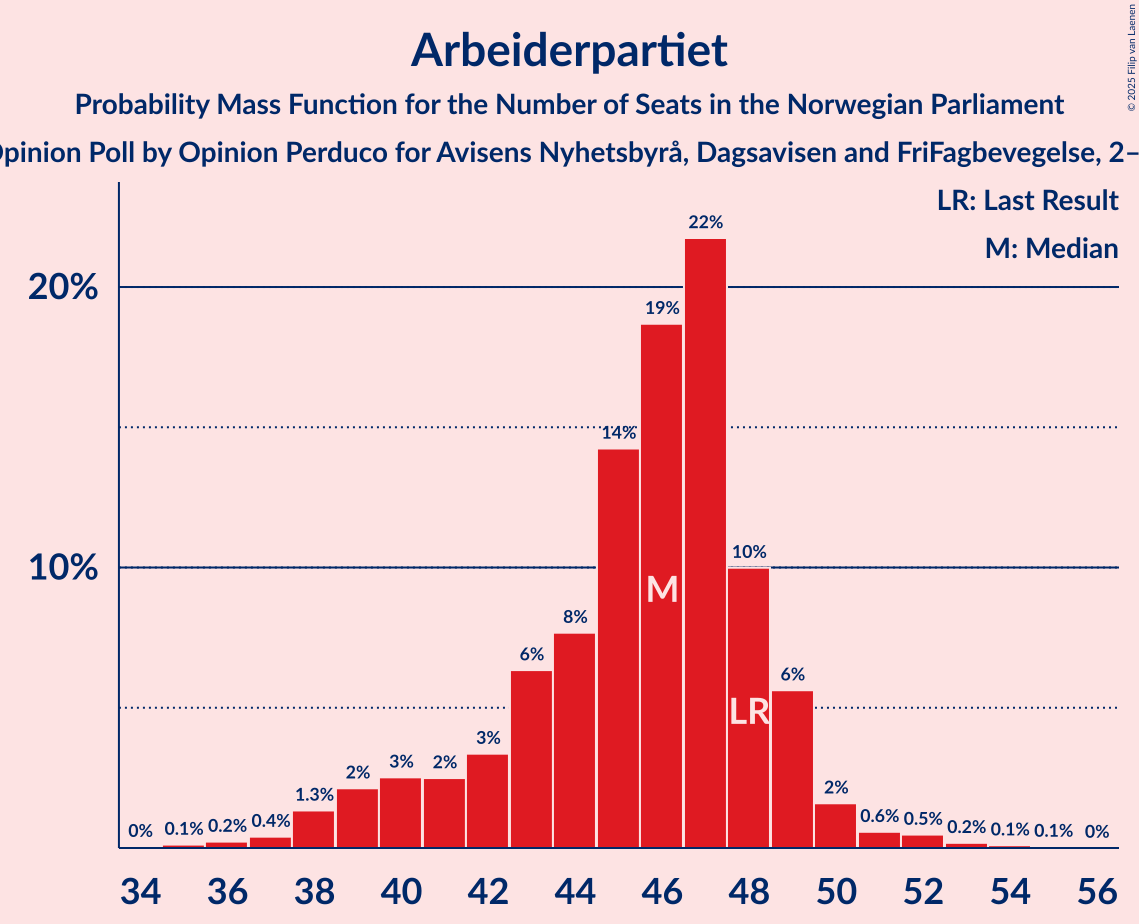 Arbeiderpartiet
Probability Mass Function for the Number of Seats in the Norwegian Parliament
Opinion Poll by Opinion Perduco for Avisens Nyhetsbyrå, Dagsavisen and FriFagbevegelse, 2–
© 2025 Filip van Laenen
LR: Last Result
M: Median
20%
10%
0% 0.1% 0.2% 0.4% 1.3% 2% 3% 2% 3% 6% 8% 14% 19% 22% 10% 6% 2% 0.6% 0.5% 0.2% 0.1% 0.1% 0%
M
LR
34 36 38 40 42 44 46 48 50 52 54 56